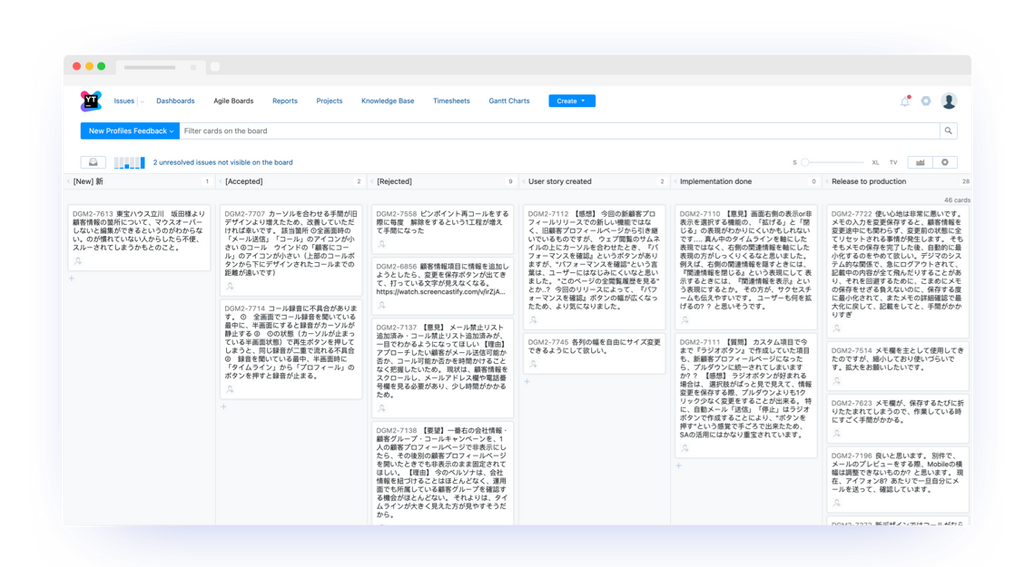 YT
Issues
Dashboards
Agile Boards
Reports
Projects
Knowledge Base
Timesheets
Gantt Charts
Create
New Profiles Feedback
Filter cards on the board
2 unresolved issues not visible on the board
S
XL
TV
[New] 新
1
[Accepted]
2
[Rejected]
9
User story created
2
Implementation done
0
Release to production
28
46 cards
DGM2-7613 東宝ハウス立川　坂田様より
顧客情報の箇所について、マウスオーバー
しないと編集ができるというのがわからな
い。のが慣れていない人からしたら不便、
スルーされてしまうかもとのこと。
DGM2-7707 カーソルを合わせる手間が旧
デザインより増えたため、改善していただ
ければ幸いです。 該当箇所 ①全画面時の
「メール送信」「コール」のアイコンが小
さい ②コール　ウインドの「顧客にコー
ル」のアイコンが小さい（上部のコールボ
タンから下にデザインされたコールまでの
距離が遠いです）
DGM2-7714 コール録音に不具合がありま
す。 ①　全画面でコール録音を聞いている
最中に、半画面にすると録音がカーソルが
静止する ②　①の状態（カーソルが止まっ
ている半画面状態）で再生ボタンを押して
しまうと、同じ録音が二重で流れる不具合
③　録音を聞いている最中、半画面時に
「タイムライン」から「プロフィール」の
ボタンを押すと録音が止まる。
DGM2-7558 ピンポイント再コールをする
際に毎度　解除をするという1工程が増え
て手間になった
DGM2-6856 顧客情報項目に情報を追加し
ようとしたら、変更を保存ボタンが出てき
て、打っている文字が見えなくなる。
https://watch.screencastify.com/v/lrZjA...
DGM2-7137 【意見】 メール禁止リスト
追加済み・コール禁止リスト追加済みが、
一目でわかるようになってほしい 【理由】
アプローチしたい顧客がメール送信可能か
否か、コール可能か否かを時間かけること
なく把握したいため。 現状は、顧客情報を
スクロールし、メールアドレス欄や電話番
号欄を見る必要があり、少し時間がかかる
ため。
DGM2-7138 【要望】一番右の会社情報・
顧客グループ・コールキャンペーンを、1
人の顧客プロフィールページで非表示にし
たら、その後別の顧客プロフィールページ
を開いたときでも非表示のまま固定されて
ほしい。 【理由】 今のペルソナは、会社
情報を紐づけることはほとんどなく、運用
面でも所属している顧客グループを確認す
る機会がほとんどない。 それよりは、タイ
ムラインが大きく見えた方が見やすそうだ
から。
DGM2-7112 【感想】 今回の新顧客プロ
フィールリリースでの新しい機能ではな
く、旧顧客プロフィールページから引き継
いでいるものですが、 ウェブ閲覧のサムネ
イルの上にカーソルを合わせたとき、「パ
フォーマンスを確認」というボタンがあり
ますが、"パフォーマンスを確認"という言
葉は、ユーザーにはなじみにくいなと思い
ました。 "このページの全閲覧履歴を見る"
とか..？ 今回のリリースによって、『パフ
ォーマンスを確認』ボタンの幅が広くなっ
たため、より気になりました。
DGM2-7745 各列の幅を自由にサイズ変更
できるようにして欲しい。
DGM2-7110 【意見】画面右側の表示or非
表示を選択する機能の、「拡げる」と「閉
じる」の表現がわかりにくいかもしれない
です.... 真ん中のタイムラインを軸にした
表現ではなく、右側の関連情報を軸にした
表現の方がしっくりくるなと思いました。
例えば、右側の関連情報を隠すときには、
『関連情報を閉じる』という表現にして 表
示するときには、『関連情報を表示』とい
う表現にするとか。 その方が、サクセスチ
ームも伝えやすいです。 ユーザーも何を拡
げるの？？ と思いそうです。
DGM2-7111 【質問】 カスタム項目で今
まで『ラジオボタン』で作成していた項目
も、新顧客プロフィールページになった
ら、プルダウンに統一されてしまいます
か？？ 【感想】 ラジオボタンが好まれる
場合は、 選択肢がぱっと見で見えて、情報
変更を保存する際、プルダウンよりも1ク
リック少なく変更をすることが出来る。 特
に、自動メール「送信」「停止」はラジオ
ボタンで作成することにより、"ボタンを
押す"という感覚で手ごろで出来たため、
SAの活用にはかなり重宝されています。
DGM2-7722 使い心地は非常に悪いです。
メモの入力を変更保存すると、顧客情報を
変更途中にも関わらず、変更前の状態に全
てリセットされる事情が発生します。 そも
そもメモの保存を完了した後、自動的に最
小化するのをやめて欲しい。デジマのシス
テム的な関係で、急にログアウトされて、
記載中の内容が全て飛んだりすることがあ
り、それを回避するために、こまめにメモ
の保存をせざる負えないのに、保存する度
に最小化されて、またメモの詳細確認で最
大化に戻して、記載をしてと、手間がかか
りすぎ
DGM2-7514 メモ欄を主として使用してき
たのですが、縮小しており使いづらいで
す。拡大をお願いしたいです。
DGM2-7623 メモ欄が、保存するたびに折
りたたまれてしまうので、作業している時
にすごく手間がかかる。
DGM2-7196 良いと思います。 別件で、
メールのプレビューをする際、Mobileの横
幅は調整できないものか？と思います。 現
在、アイフォン8？あたりで一旦自分にメ
ールを送って、確認しています。